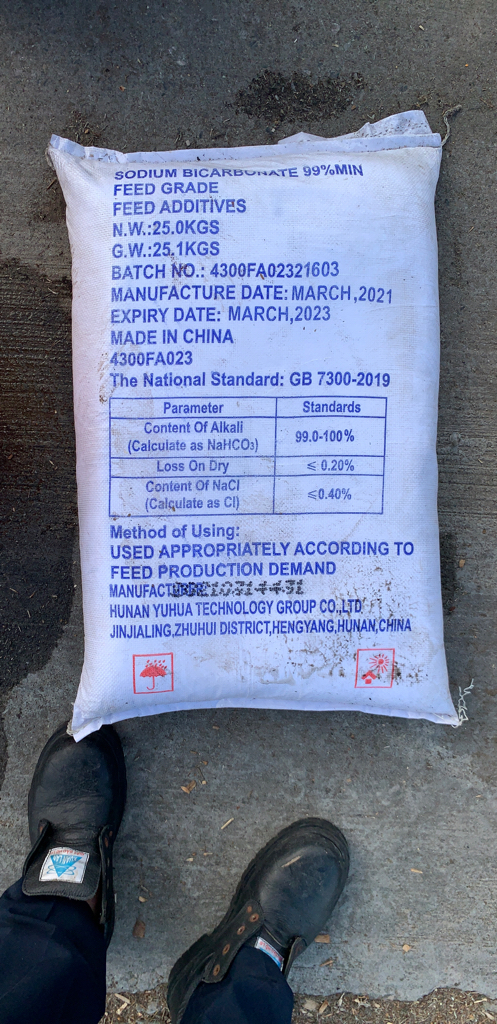 SODIUM BICARBONATE 99%MIN
FEED GRADE
FEED ADDITIVES
N.W.:25.0KGS
G.W.:25.1KGS
BATCH NO.: 4300FA02321603
MANUFACTURE DATE: MARCH,2021
EXPIRY DATE: MARCH,2023
MADE IN CHINA
4300FA023
The National Standard: GB 7300-2019
Parameter Standards
Content Of Alkali
(Calculate as NaHCO₃) 99.0-100%
Loss On Dry ≤ 0.20%
Content Of NaCl
(Calculate as Cl) ≤0.40%
Method of Using:
USED APPROPRIATELY ACCORDING TO
FEED PRODUCTION DEMAND
HUNAN YUHUA TECHNOLOGY GROUP CO.,LTD
JINJIALING,ZHUHUI DISTRICT,HENGYANG,HUNAN,CHINA